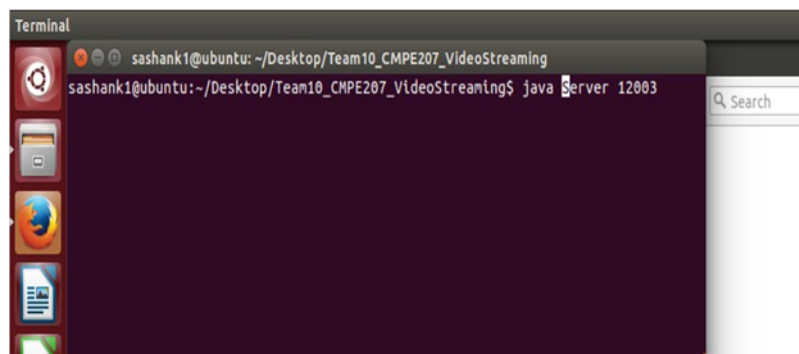 Terminal
sashank1@ubuntu: ~/Desktop/Team10_CMPE207_VideoStreaming
sashank1@ubuntu:~/Desktop/Team10_CMPE207_VideoStreaming$ java Server 12003
Search